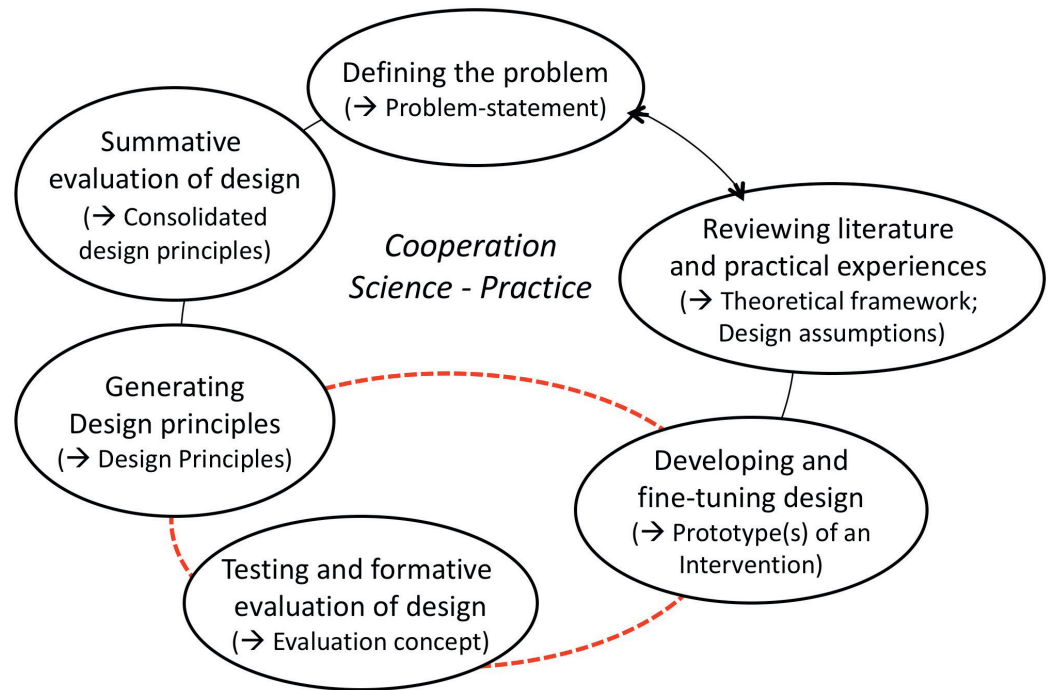 Defining the problem
(→ Problem-statement)
Summative
evaluation of design
(→ Consolidated
design principles)
Cooperation
Science - Practice
Reviewing literature
and practical experiences
(→ Theoretical framework;
Design assumptions)
Generating
Design principles
(→ Design Principles)
Developing and
fine-tuning design
(→ Prototype(s) of an
Intervention)
Testing and formative
evaluation of design
(→ Evaluation concept)